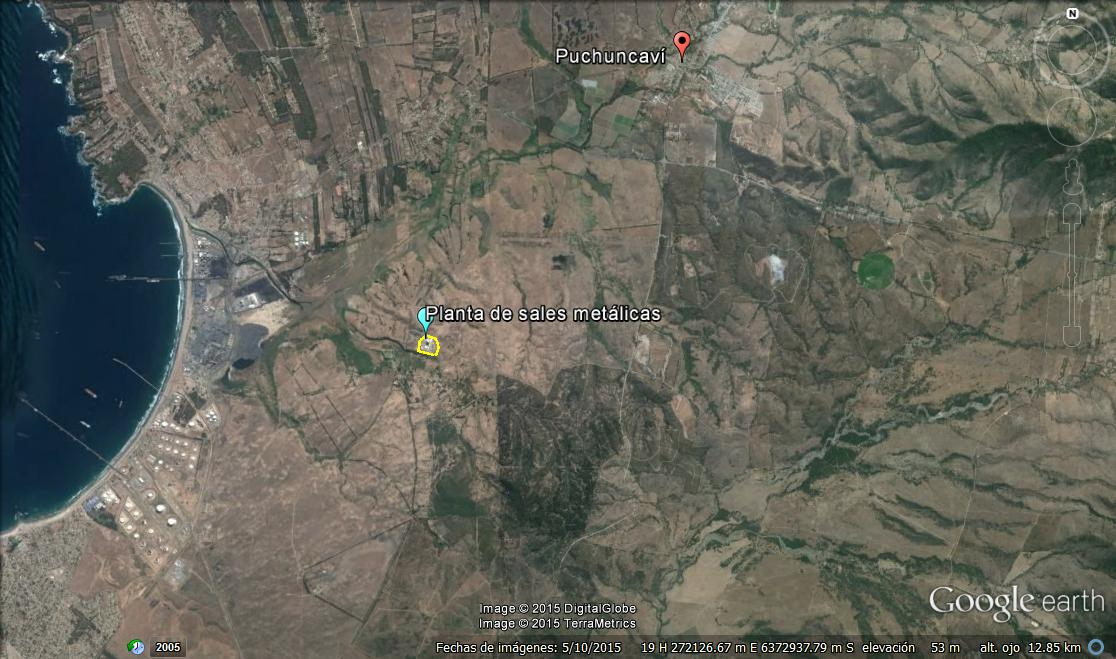 N
Puchuncaví
Planta de sales metálicas
Google earth
Image © 2015 DigitalGlobe
Image © 2015 TerraMetrics
2005
Fechas de imágenes: 5/10/2015 19 H 272126.67 m E 6372937.79 m S elevación 53 m alt. ojo 12.85 km